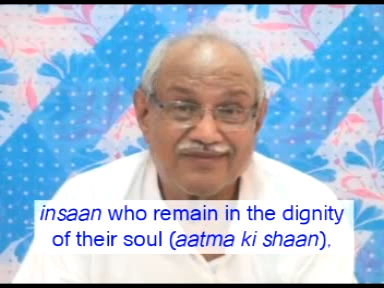 insaan who remain in the dignity
of their soul (aatma ki shaan),